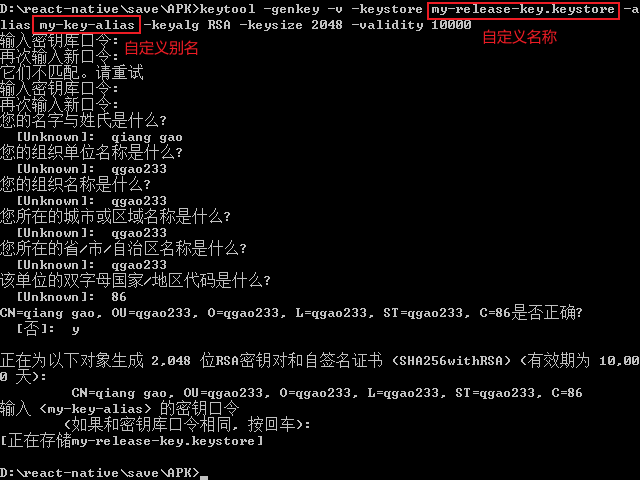 D:\react-native\save\APK>keytool -genkey -v -keystore my-release-key.keystore -a
lias my-key-alias -keyalg RSA -keysize 2048 -validity 10000
自定义名称
自定义别名
输入密钥库口令:
再次输入新口令:
它们不匹配。请重试
输入密钥库口令:
再次输入新口令:
您的名字与姓氏是什么?
[Unknown]:  qiang gao
您的组织单位名称是什么?
[Unknown]:  qgao233
您的组织名称是什么?
[Unknown]:  qgao233
您所在的城市或区域名称是什么?
[Unknown]:  qgao233
您所在的省/市/自治区名称是什么?
[Unknown]:  qgao233
该单位的双字母国家/地区代码是什么?
[Unknown]:  86
CN=qiang gao, OU=qgao233, O=qgao233, L=qgao233, ST=qgao233, C=86是否正确?
[否]:  y
正在为以下对象生成 2,048 位RSA密钥对和自签名证书 (SHA256withRSA) (有效期为 10,00
0 天):
CN=qiang gao, OU=qgao233, O=qgao233, L=qgao233, ST=qgao233, C=86
输入 <my-key-alias> 的密钥口令
(如果和密钥库口令相同, 按回车):
[正在存储my-release-key.keystore]
D:\react-native\save\APK>